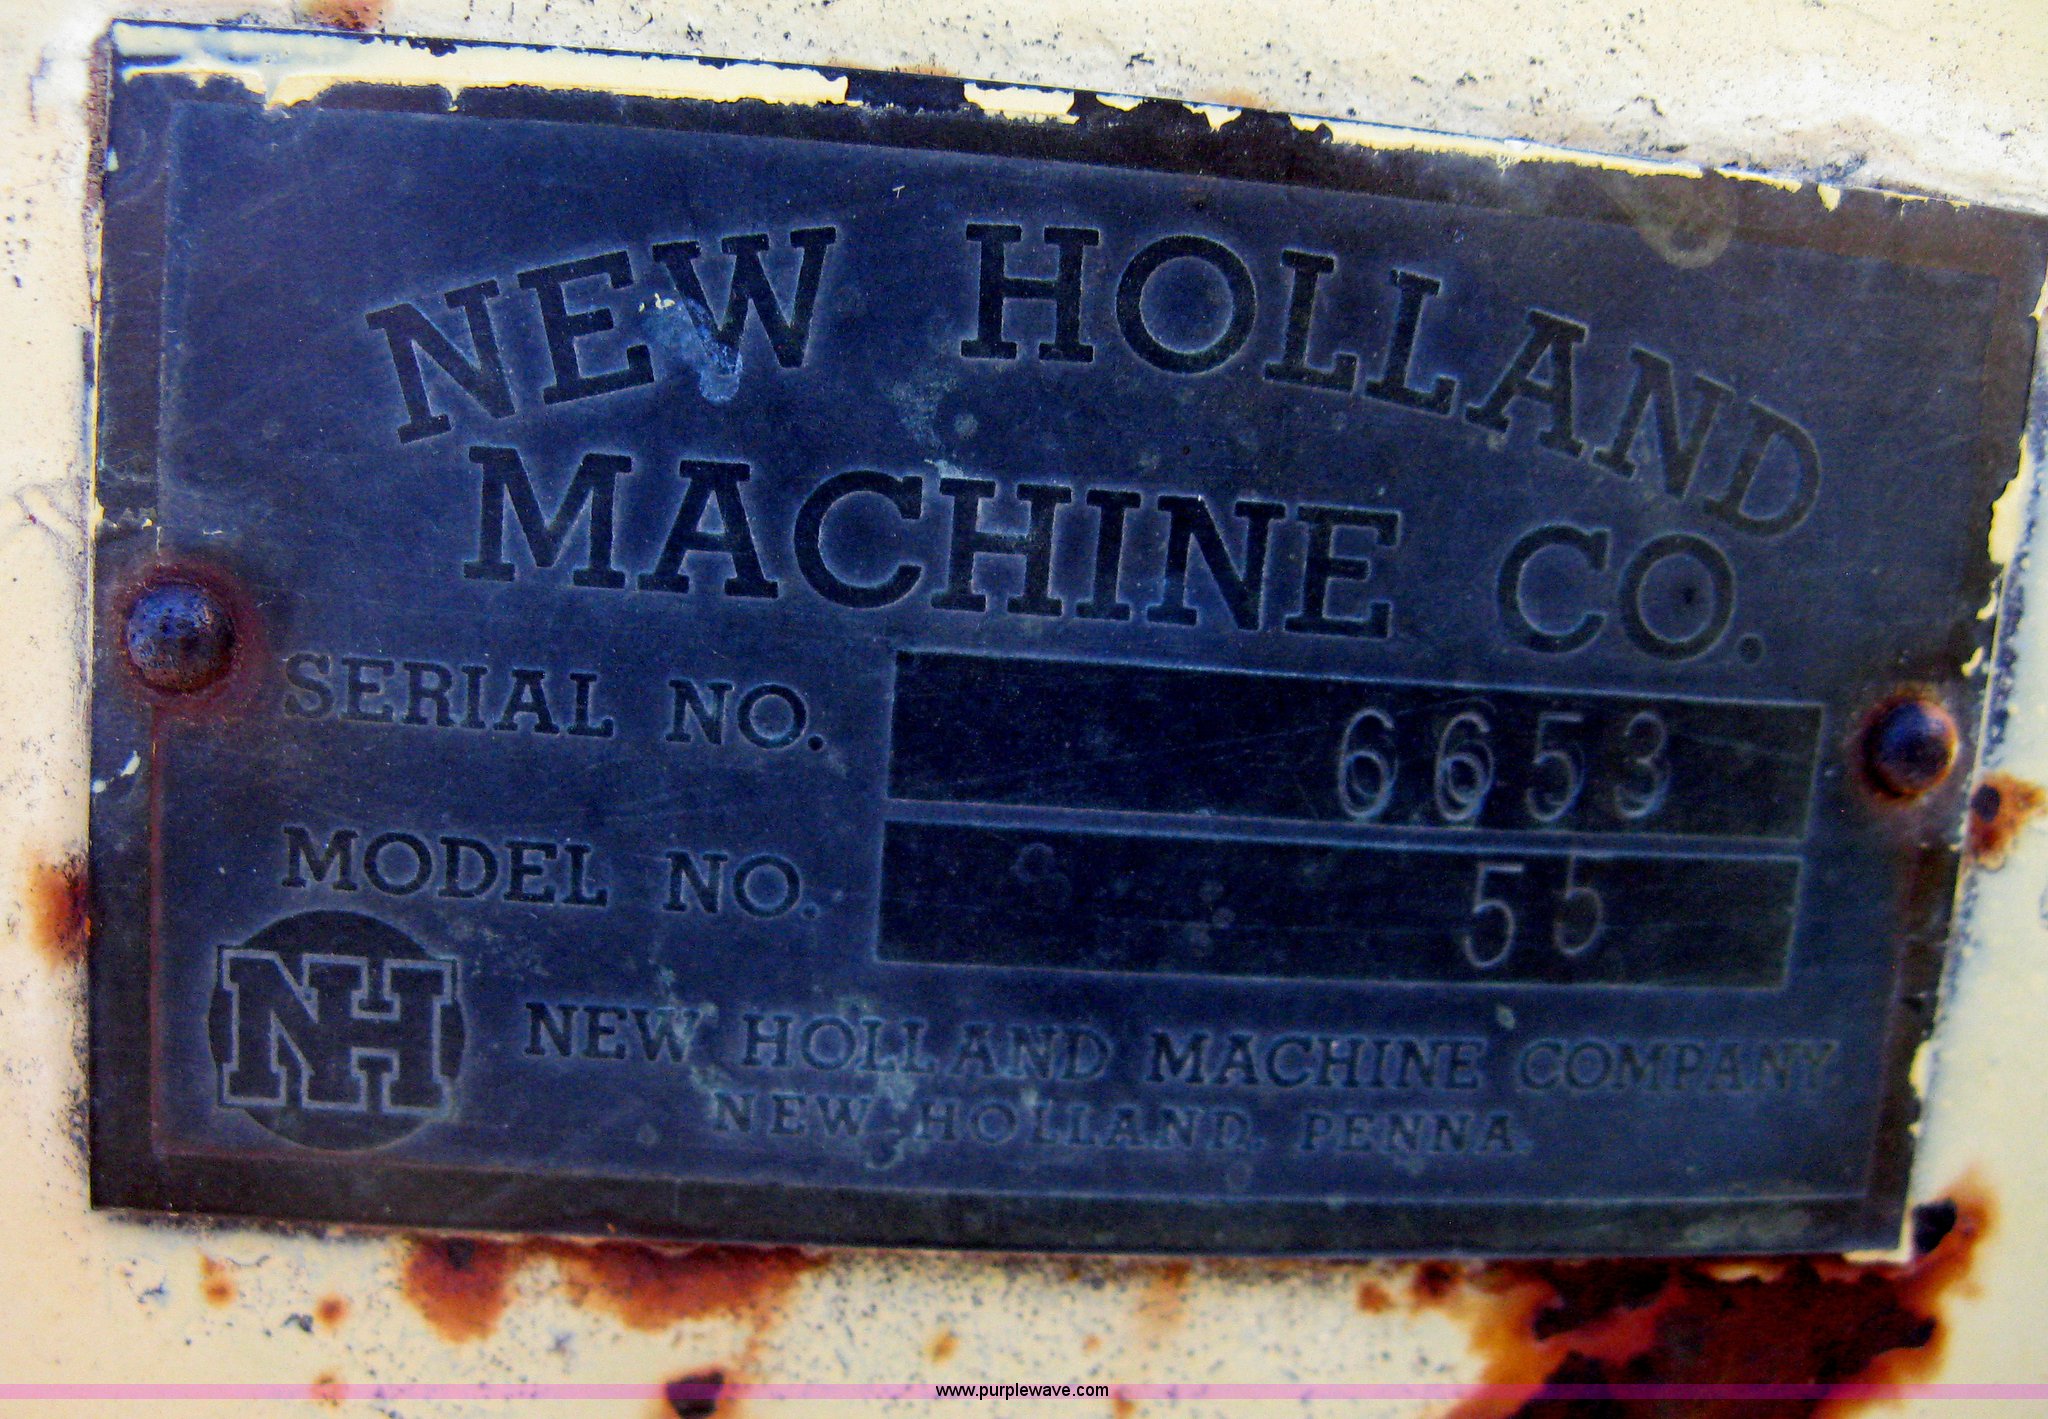 NEW HOLLAND
MACHINE CO.
SERIAL NO. 6653
MODEL NO. 55
NH
NEW HOLLAND MACHINE COMPANY
NEW HOLLAND, PENNA.
www.purplewave.com